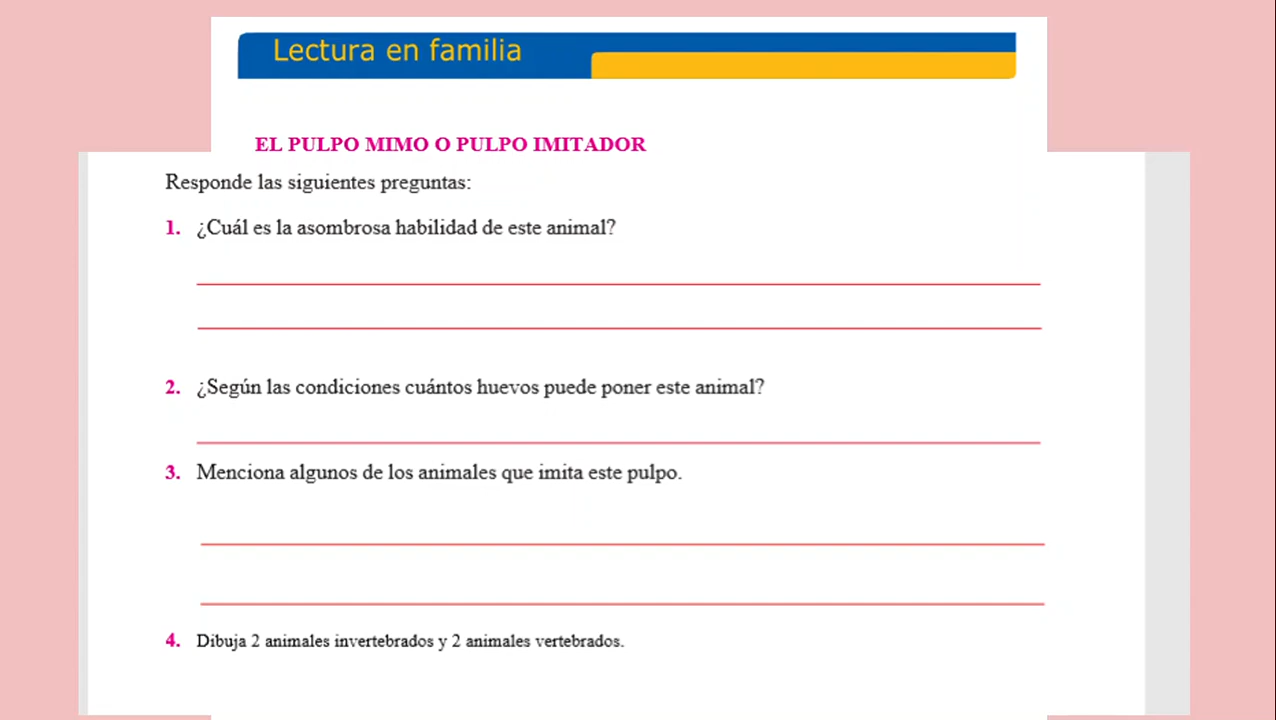 Lectura en familia
EL PULPO MIMO O PULPO IMITADOR
Responde las siguientes preguntas:
1. ¿Cuál es la asombrosa habilidad de este animal?
2. ¿Según las condiciones cuántos huevos puede poner este animal?
3. Menciona algunos de los animales que imita este pulpo.
4. Dibuja 2 animales invertebrados y 2 animales vertebrados.